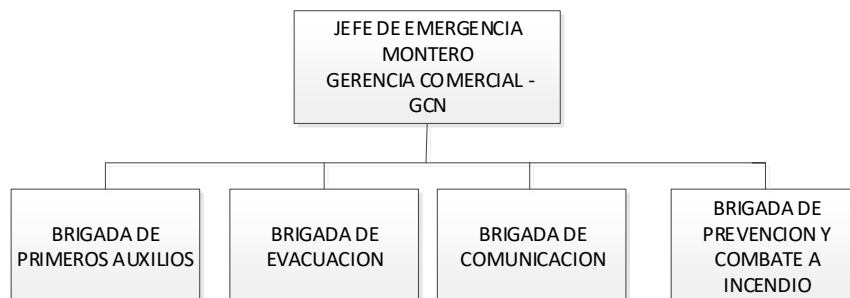 JEFE DE EMERGENCIA
MONTERO
GERENCIA COMERCIAL -
GCN
BRIGADA DE
PRIMEROS AUXILIOS
BRIGADA DE
EVACUACION
BRIGADA DE
COMUNICACION
BRIGADA DE
PREVENCION Y
COMBATE A
INCENDIO